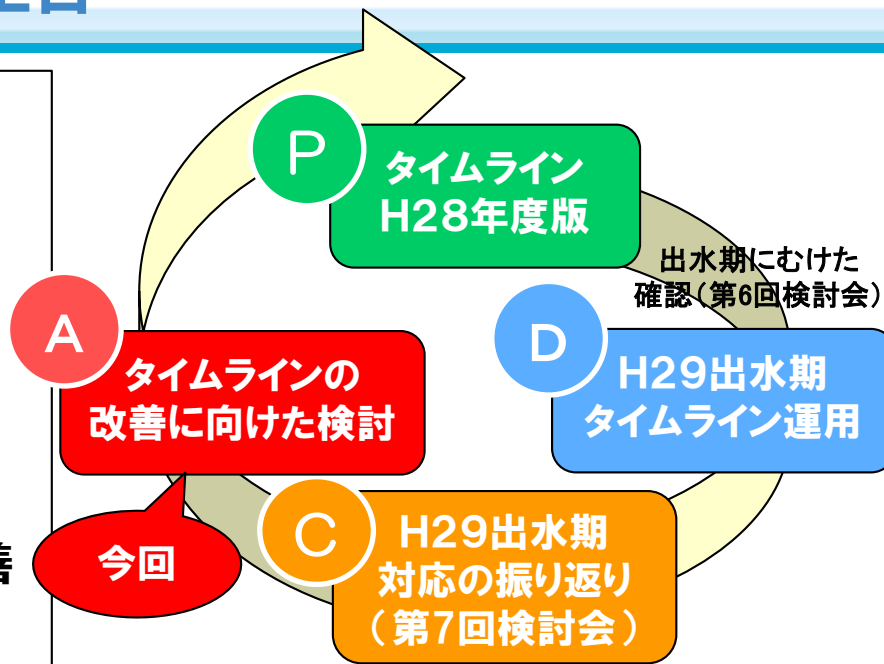 P
タイムライン
H28年度版
出水期にむけた
確認(第6回検討会)
D
H29出水期
タイムライン運用
A
タイムラインの
改善に向けた検討
今回
C
H29出水期
対応の振り返り
(第7回検討会)
善